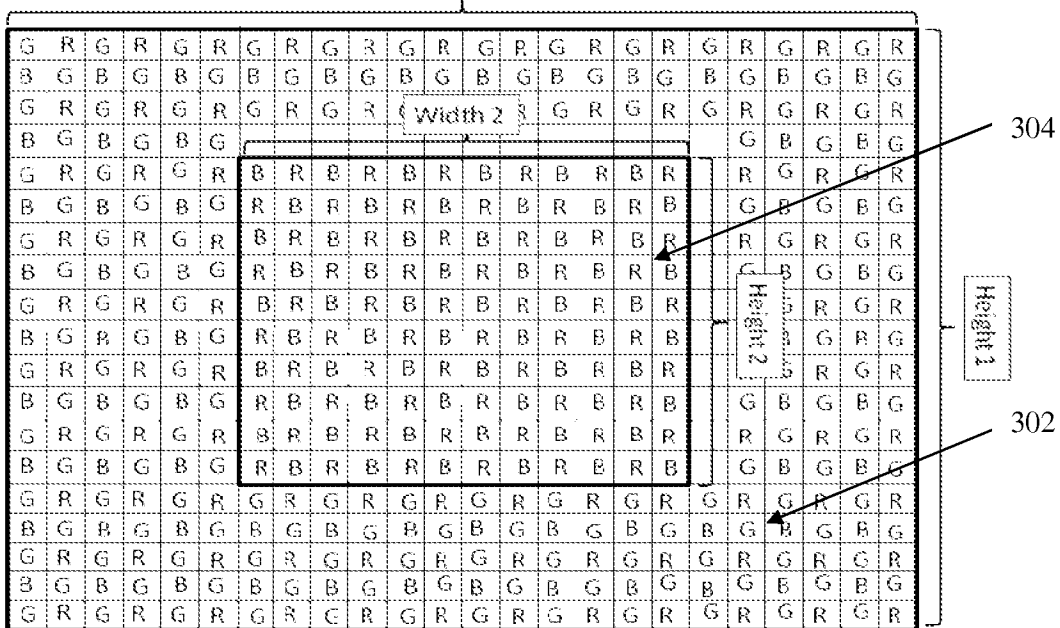 G R G R G R G R G R G R G R G R G R G R G R G R
B G B G B G B G B G B G B G B G B G B G B G B G
G R G R G R G R G R G R G R G R G R G R G R
Width 2
B G B G B G G B G B G
304
G R G R G R B R B R B R B R B R B R R G R G R
B G B G B G R B R B R B R B R B R B G B G B G
G R G R G R B R B R B R B R B R B R R G R G R
B G B G B G R B R B R B R B R B R B G B G B G
G R G R G R B R B R B R B R B R B R G R G R
Height 2
Height 1
B G B G B G R B R B R B R B R B R B G B G
G R G R G R B R B R B R B R B R B R R G R
B G B G B G R B R B R B R B R B R B G B G B G
G R G R G R B R B R B R B R B R B R R G R G R
302
B G B G B G R B R B R B R B R B R B G B G B G
G R G R G R G R G R G R G R G R G R G R G R G R
B G B G B G B G B G B G B G B G B G B G B G B G
G R G R G R G R G R G R G R G R G R G R G R G R
B G B G B G B G B G B G B G B G B G B G B G B G
G R G R G R G R G R G R G R G R G R G R G R G R